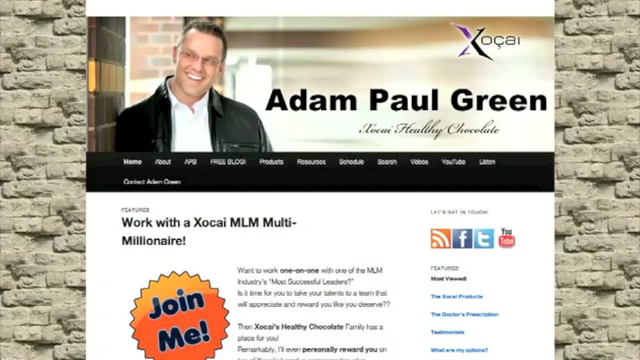 Xoçai
Adam Paul Green
Xocai Healthy Chocolate
Home About APG FREE BLOG! Products Resources Schedule Search Videos YouTube Listen
Contact Adam Green
FEATURED
Work with a Xocai MLM Multi-
Millionaire!
Join
Me!
Want to work one-on-one with one of the MLM
Industry's "Most Successful Leaders?"
Is it time for you to take your talents to a team that
will appreciate and reward you like you deserve??
Then Xocai's Healthy Chocolate Family has a
place for you!
Remarkably, I'll even personally reward you on
LET'S GET IN TOUCH!
You
Tube
FEATURED
Most Viewed!
The Xocai Products
The Doctor's Prescription
Testimonials
What are my options?